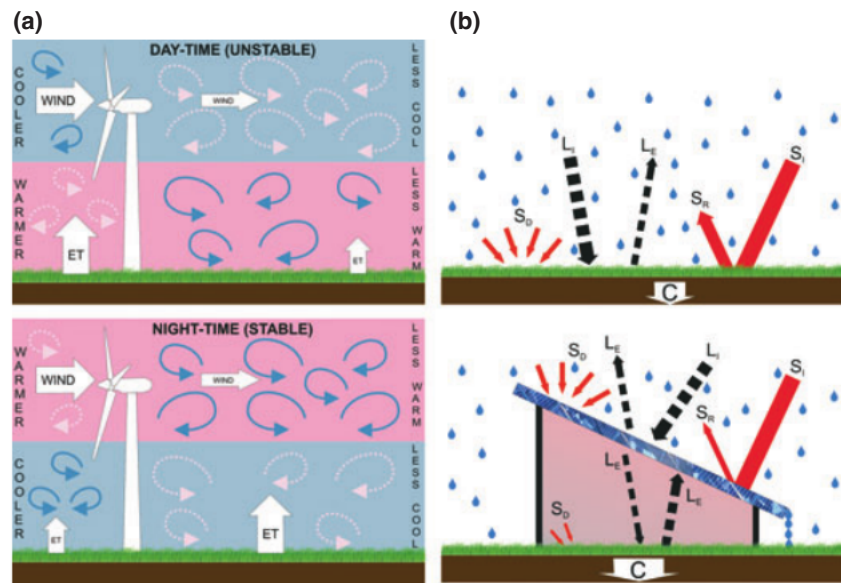 (a)
DAY-TIME (UNSTABLE)
COOLER
WIND
WIND
LESS COOL
WARMER
ET
ET
LESS WARM
NIGHT-TIME (STABLE)
WARMER
WIND
WIND
LESS WARM
COOLER
ET
ET
LESS COOL
(b)
LI
LE
SI
SR
SD
C
SD
LE
LI
SI
SR
LE
LE
SD
C